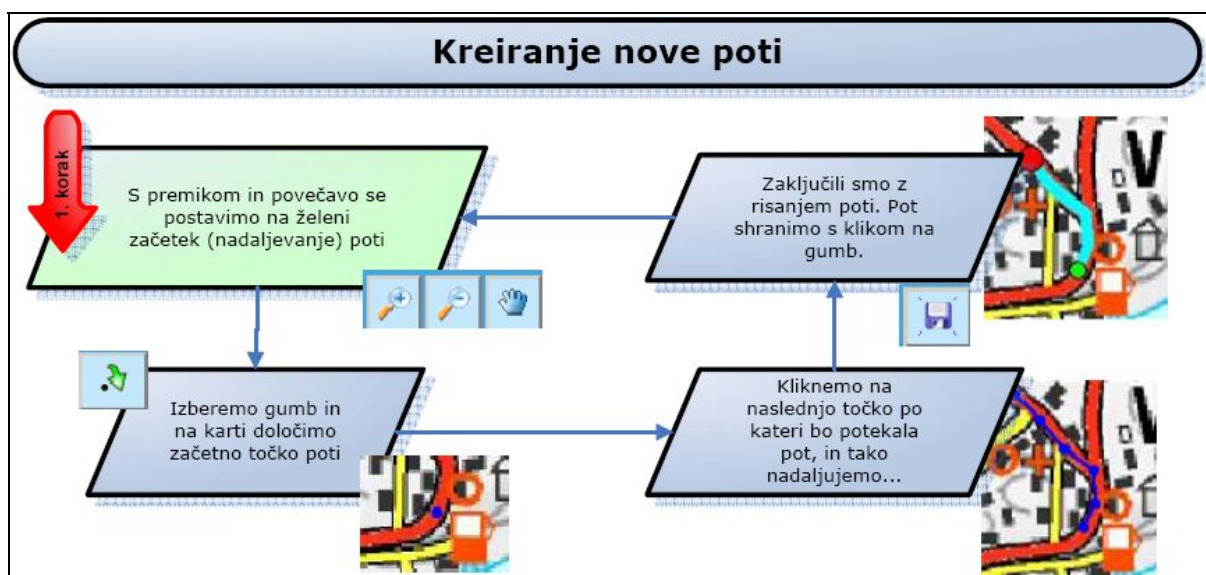 Kreiranje nove poti
1. korak
S premikom in povečavo se
postavimo na želeni
začetek (nadaljevanje) poti
Izberemo gumb in
na karti določimo
začetno točko poti
Kliknemo na
naslednjo točko po
kateri bo potekala
pot, in tako
nadaljujemo...
Zaključili smo z
risanjem poti. Pot
shranimo s klikom na
gumb.
V